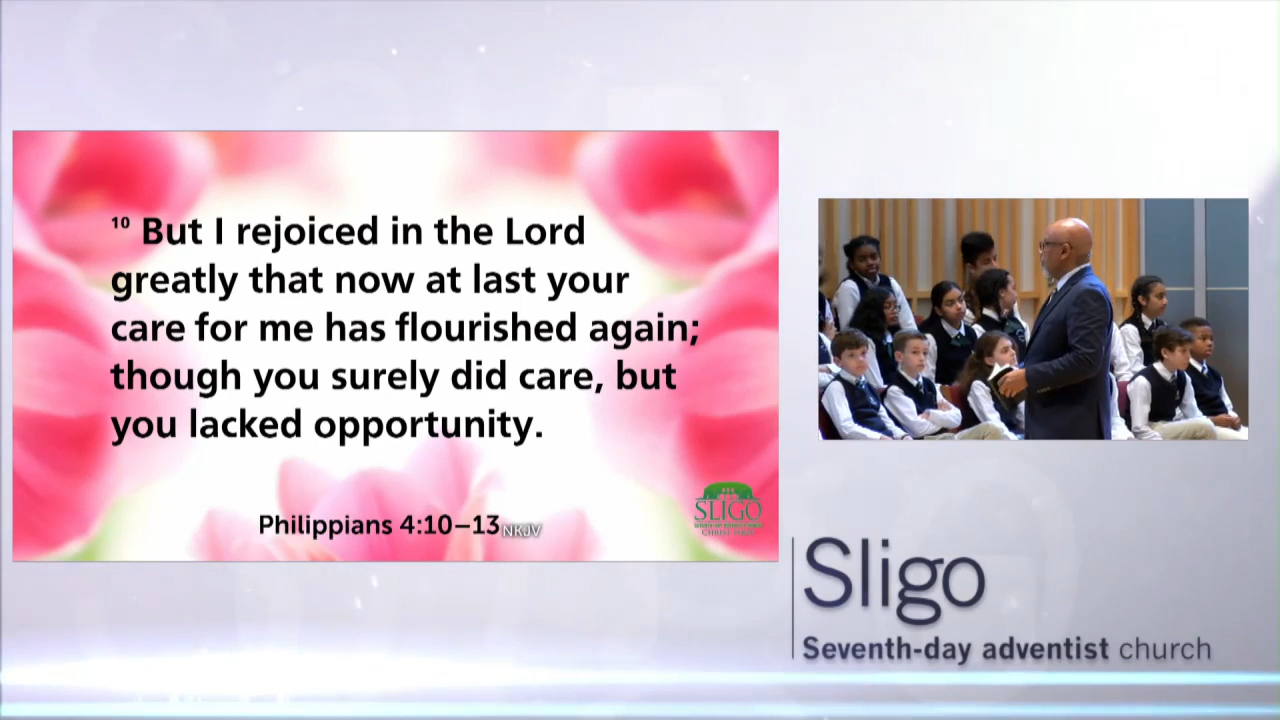 ¹⁰ But I rejoiced in the Lord
greatly that now at last your
care for me has flourished again;
though you surely did care, but
you lacked opportunity.
Philippians 4:10–13 NKJV
SLIGO
Sligo
Seventh-day adventist church